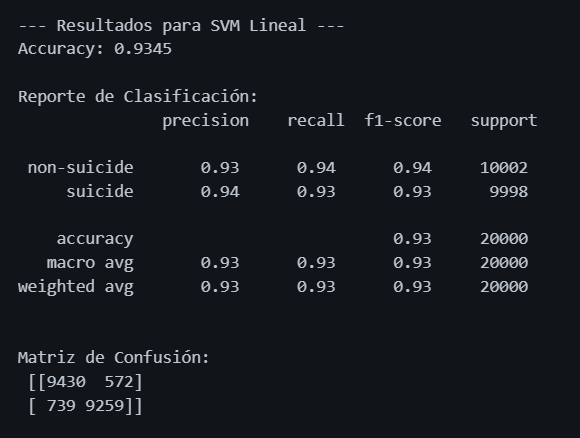 --- Resultados para SVM Lineal ---
Accuracy: 0.9345
Reporte de Clasificación:
precision recall f1-score support
non-suicide 0.93 0.94 0.94 10002
suicide 0.94 0.93 0.93 9998
accuracy 0.93 20000
macro avg 0.93 0.93 0.93 20000
weighted avg 0.93 0.93 0.93 20000
Matriz de Confusión:
[[9430 572]
[ 739 9259]]